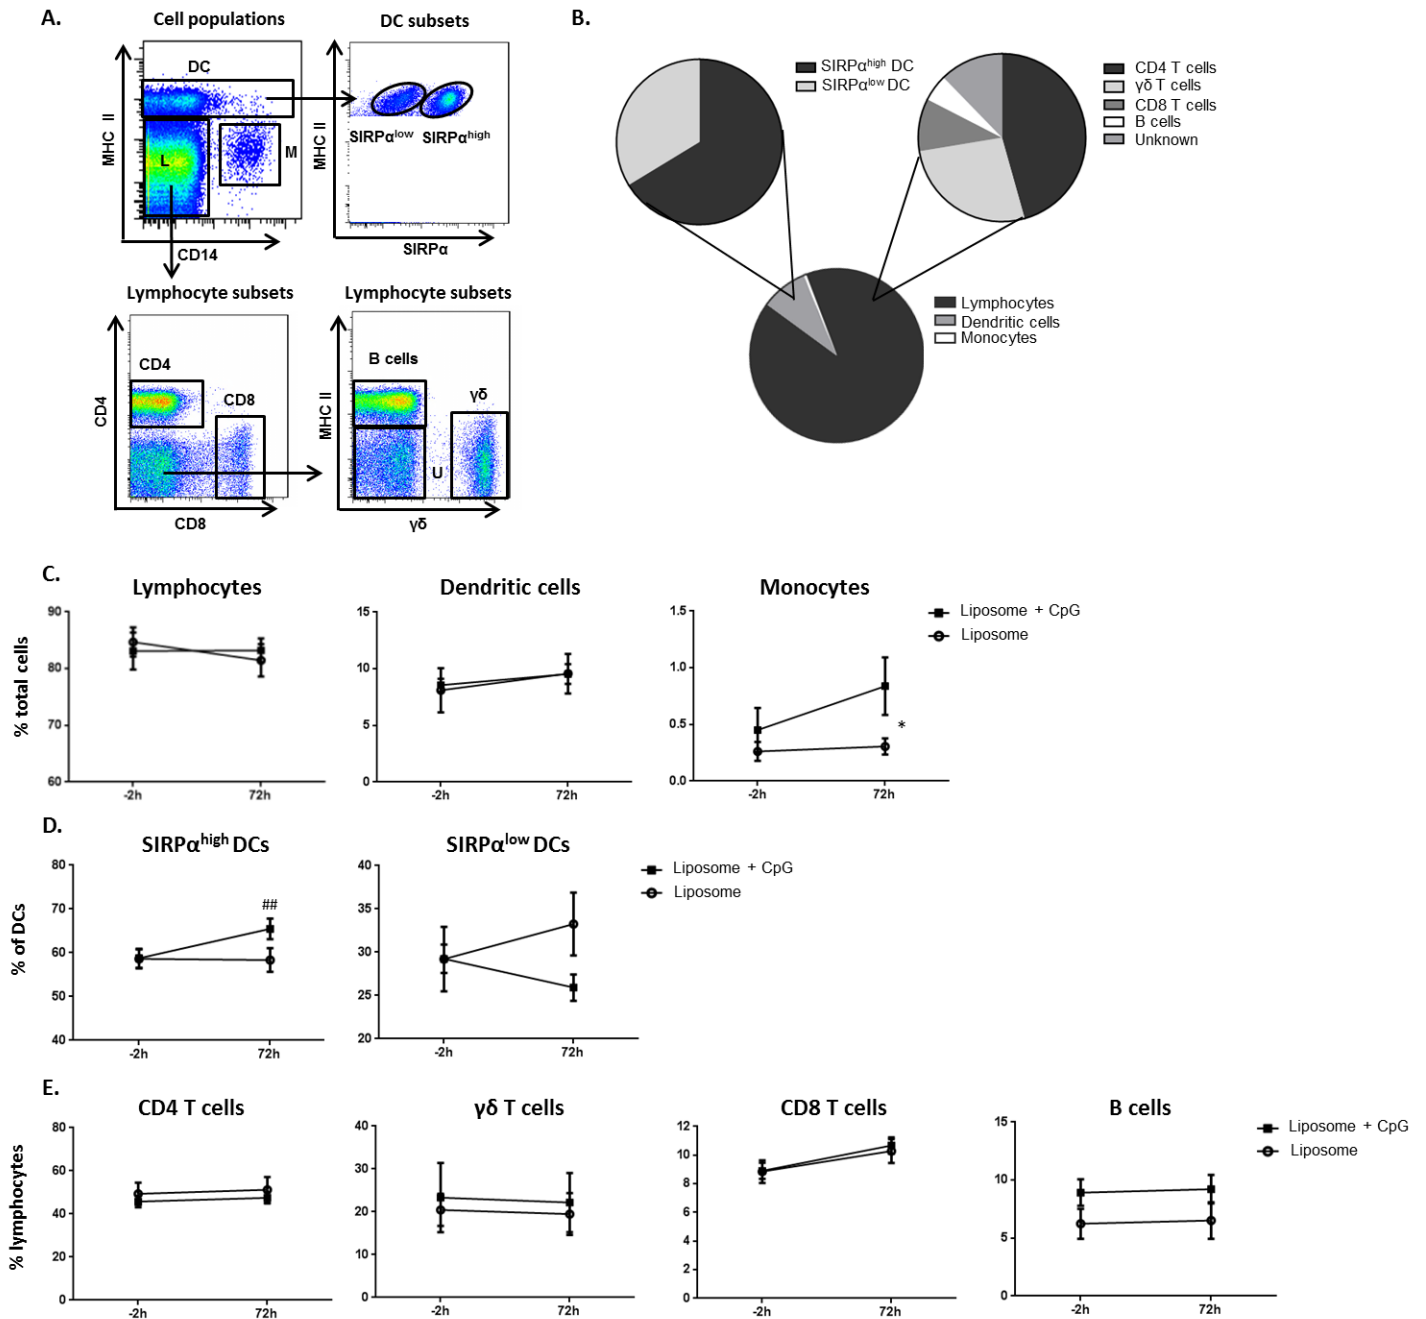 A.
Cell populations
DC subsets
B.
DC
L
M
MHC II
CD14
SIRPα^low
SIRPα^high
MHC II
SIRPα
SIRPα^high DC
SIRPα^low DC
CD4 T cells
γδ T cells
CD8 T cells
B cells
Unknown
Lymphocytes
Dendritic cells
Monocytes
Lymphocyte subsets
Lymphocyte subsets
CD4
CD8
CD4
CD8
B cells
γδ
U
MHC II
γδ
C.
Lymphocytes
Dendritic cells
Monocytes
% total cells
90
80
70
60
-2h
72h
15
10
5
0
-2h
72h
1.5
1.0
0.5
0.0
*
-2h
72h
Liposome + CpG
Liposome
D.
SIRPα^high DCs
SIRPα^low DCs
% of DCs
80
70
60
50
40
##
-2h
72h
40
35
30
25
20
-2h
72h
Liposome + CpG
Liposome
E.
CD4 T cells
γδ T cells
CD8 T cells
B cells
% lymphocytes
80
60
40
20
0
-2h
72h
40
30
20
10
0
-2h
72h
12
10
8
6
4
2
0
-2h
72h
15
10
5
0
-2h
72h
Liposome + CpG
Liposome